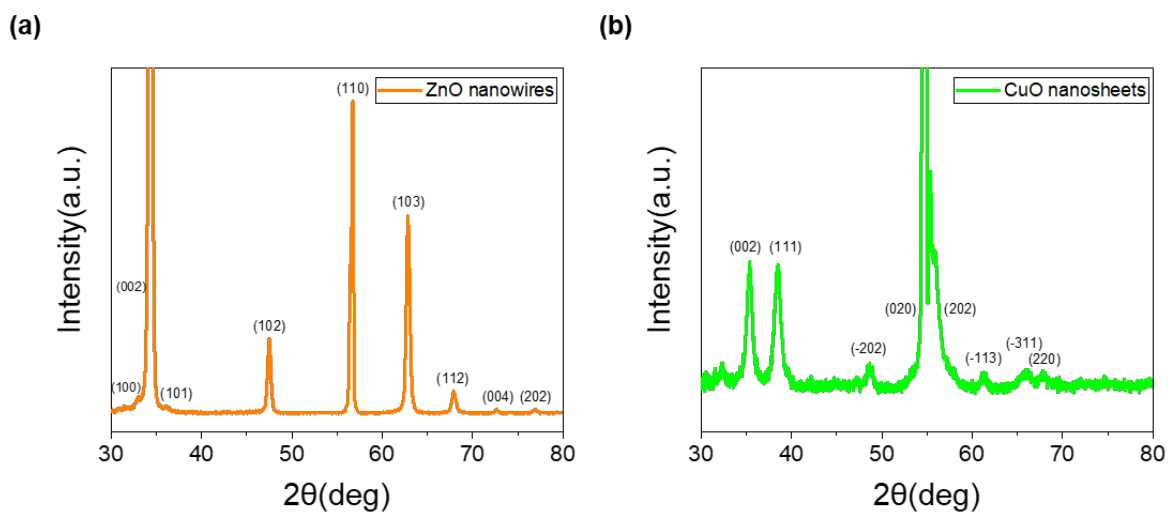 (a)
ZnO nanowires
Intensity(a.u.)
(100)
(002)
(101)
(102)
(110)
(103)
(112)
(004)
(202)
30 40 50 60 70 80
2θ(deg)
(b)
CuO nanosheets
Intensity(a.u.)
(002)
(111)
(-202)
(020)
(202)
(-113)
(-311)
(220)
30 40 50 60 70 80
2θ(deg)